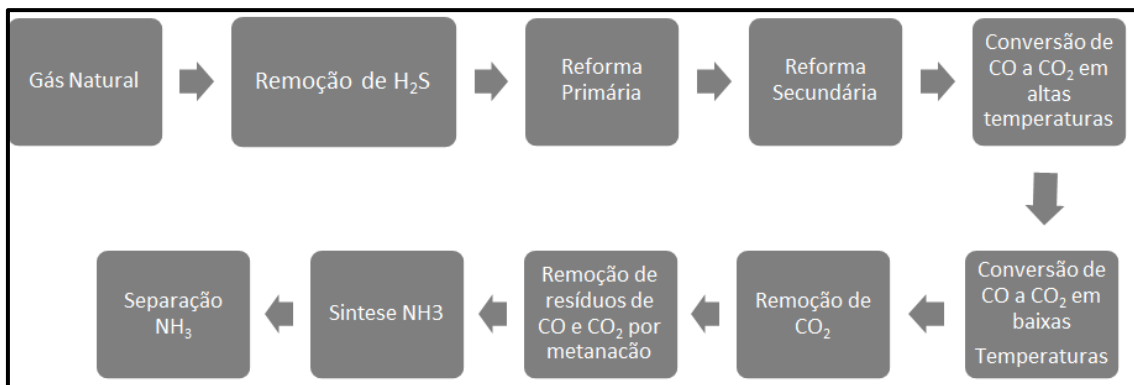 Gás Natural
Remoção de H₂S
Reforma
Primária
Reforma
Secundária
Conversão de
CO a CO₂ em
altas
temperaturas
Conversão de
CO a CO₂ em
baixas
Temperaturas
Remoção de
CO₂
Remoção de
resíduos de
CO e CO₂ por
metanacão
Sintese NH3
Separação
NH₃